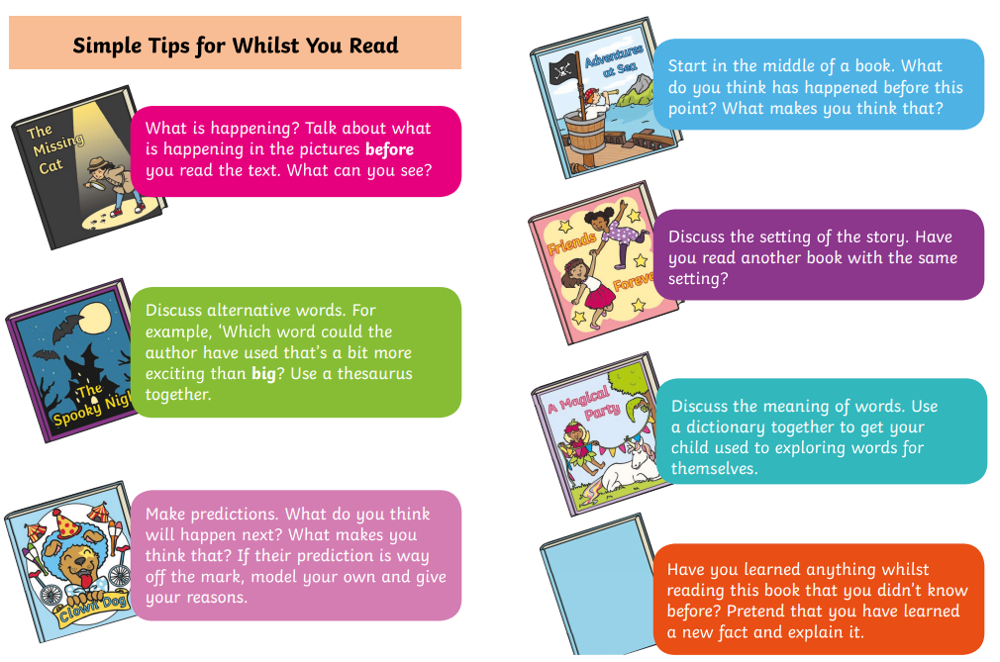 Simple Tips for Whilst You Read
The
Missing
Cat
What is happening? Talk about what
is happening in the pictures before
you read the text. What can you see?
The
Spooky Nigh
Discuss alternative words. For
example, ‘Which word could the
author have used that’s a bit more
exciting than big? Use a thesaurus
together.
Clown Dog
Make predictions. What do you think
will happen next? What makes you
think that? If their prediction is way
off the mark, model your own and give
your reasons.
Adventures
at Sea
Start in the middle of a book. What
do you think has happened before this
point? What makes you think that?
Friends
Forever
Discuss the setting of the story. Have
you read another book with the same
setting?
A Magical
Party
Discuss the meaning of words. Use
a dictionary together to get your
child used to exploring words for
themselves.
Have you learned anything whilst
reading this book that you didn’t know
before? Pretend that you have learned
a new fact and explain it.